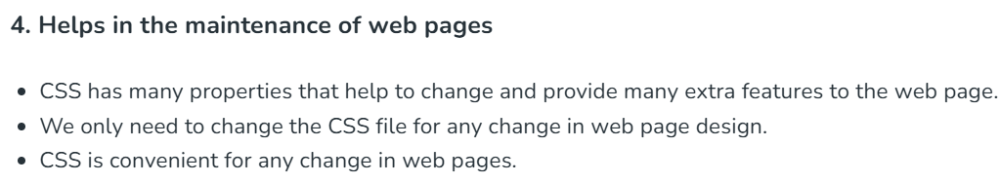 4. Helps in the maintenance of web pages
• CSS has many properties that help to change and provide many extra features to the web page.
• We only need to change the CSS file for any change in web page design.
• CSS is convenient for any change in web pages.